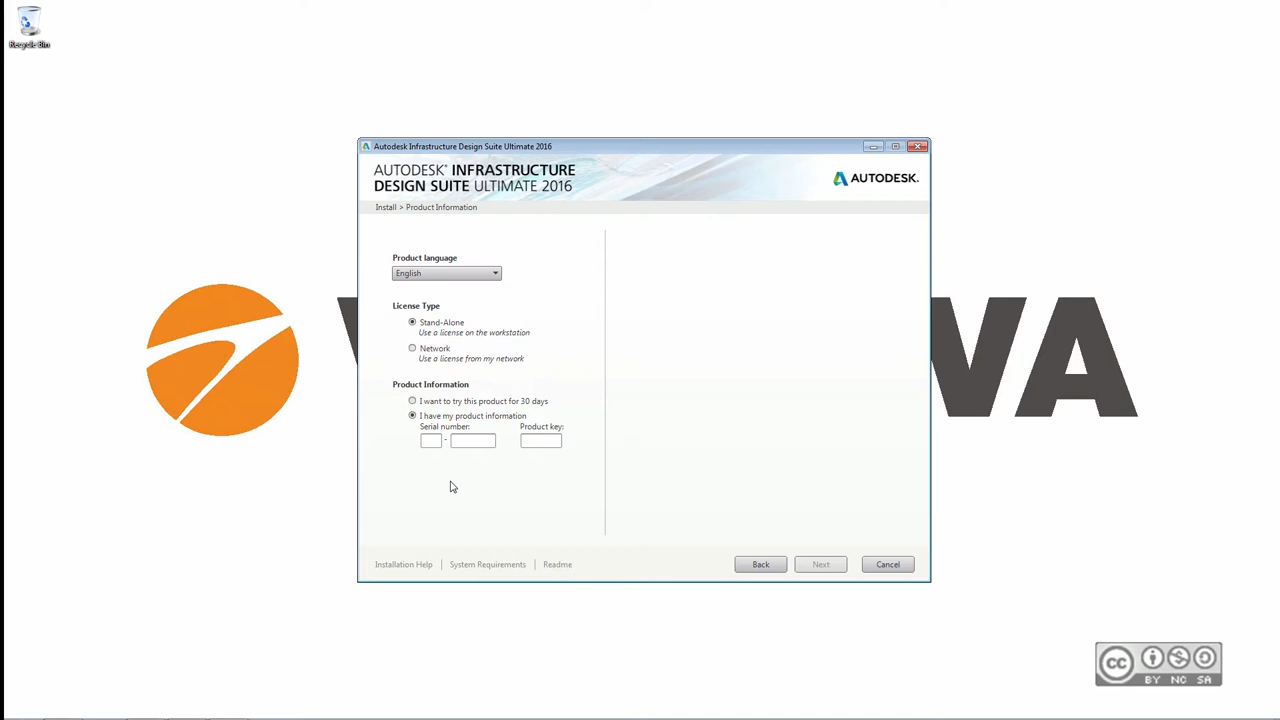 Recycle Bin
Autodesk Infrastructure Design Suite Ultimate 2016
AUTODESK® INFRASTRUCTURE
DESIGN SUITE ULTIMATE 2016
AUTODESK.
Install > Product Information
Product language
English
License Type
Stand-Alone
Use a license on the workstation
Network
Use a license from my network
Product Information
I want to try this product for 30 days
I have my product information
Serial number:
Product key:
-
Installation Help
System Requirements
Readme
Back
Next
Cancel
VA
CC
BY NC SA